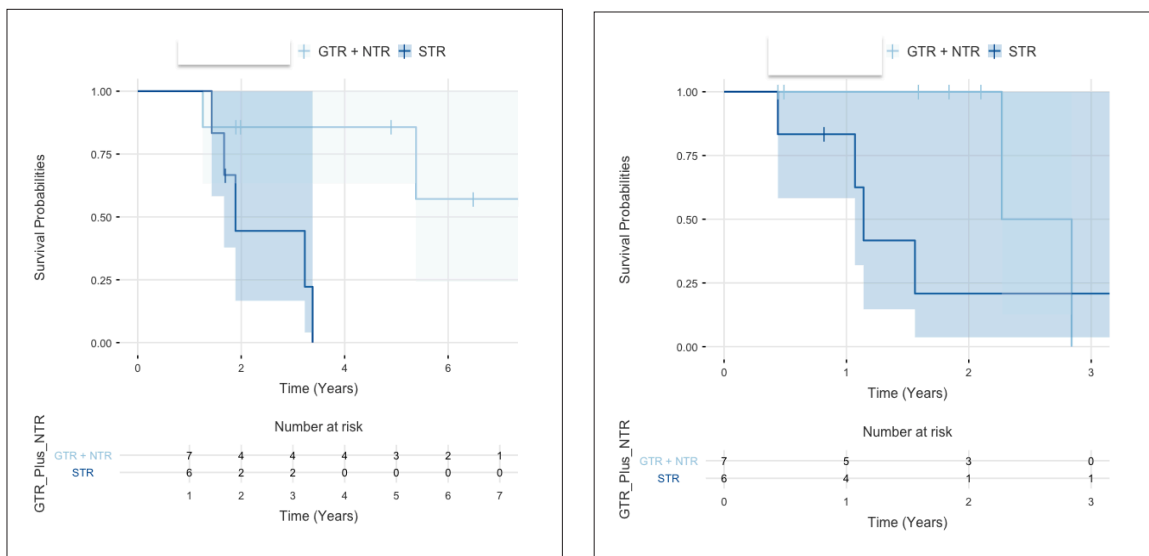 GTR + NTR STR
Survival Probabilities
1.00
0.75
0.50
0.25
0.00
0 2 4 6
Time (Years)
Number at risk
GTR_Plus_NTR
GTR + NTR 7 4 4 4 3 2 1
STR 6 2 2 0 0 0 0
1 2 3 4 5 6 7
Time (Years)
GTR + NTR STR
Survival Probabilities
1.00
0.75
0.50
0.25
0.00
0 1 2 3
Time (Years)
Number at risk
GTR_Plus_NTR
GTR + NTR 7 5 3 0
STR 6 4 1 1
0 1 2 3
Time (Years)